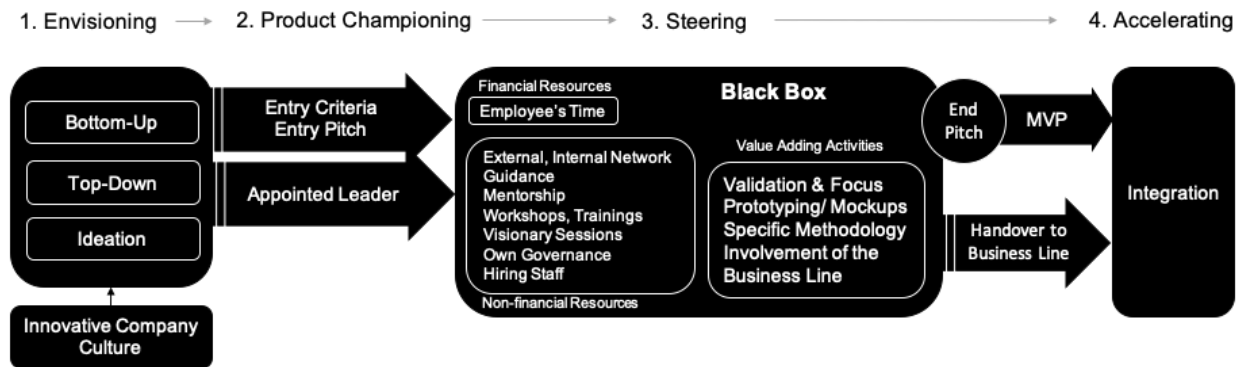 1. Envisioning
2. Product Championing
3. Steering
4. Accelerating
Bottom-Up
Top-Down
Ideation
Innovative Company
Culture
Entry Criteria
Entry Pitch
Appointed Leader
Financial Resources
Employee's Time
Black Box
External, Internal Network
Guidance
Mentorship
Workshops, Trainings
Visionary Sessions
Own Governance
Hiring Staff
Non-financial Resources
Value Adding Activities
Validation & Focus
Prototyping/ Mockups
Specific Methodology
Involvement of the
Business Line
End
Pitch
MVP
Handover to
Business Line
Integration